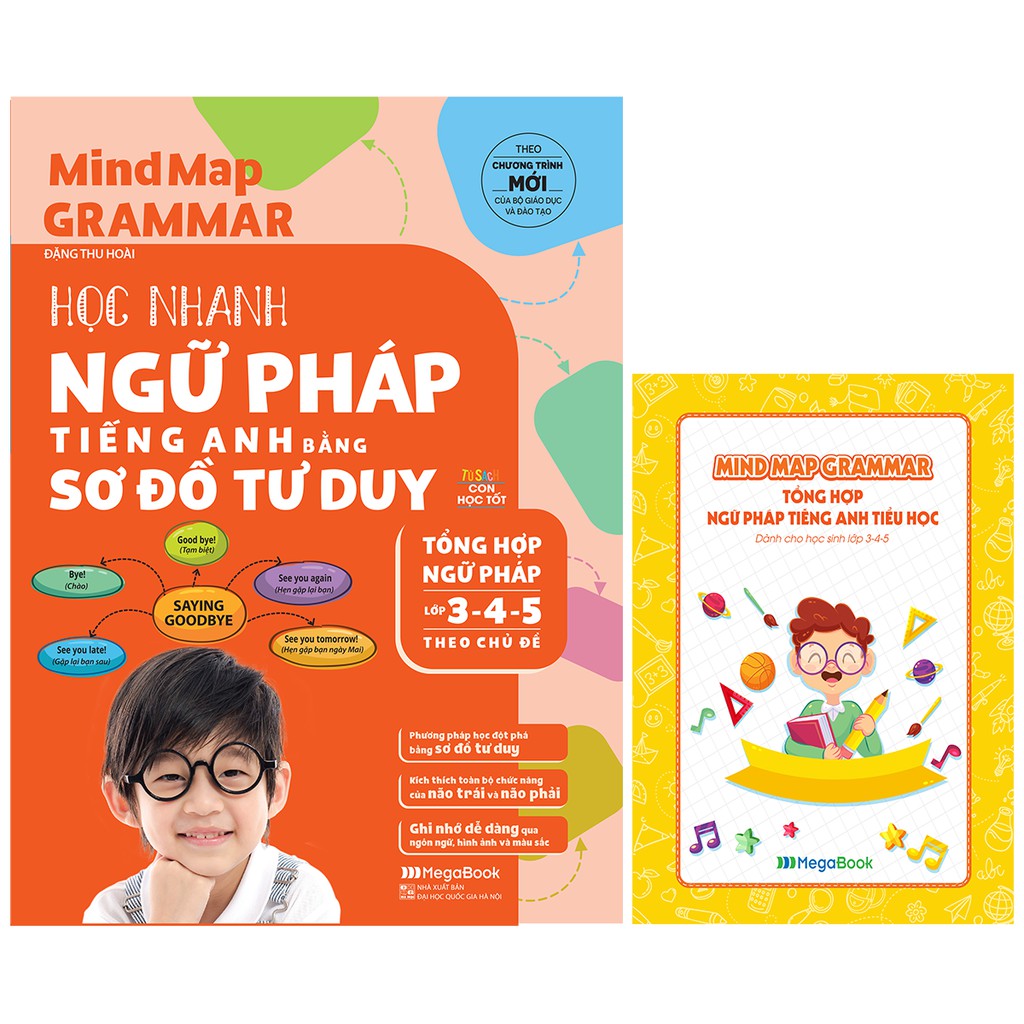 Mind Map
GRAMMAR
ĐẶNG THU HOÀI
THEO
CHƯƠNG TRÌNH
MỚI
CỦA BỘ GIÁO DỤC
VÀ ĐÀO TẠO
HỌC NHANH
NGỮ PHÁP
TIẾNG ANH BẰNG
SƠ ĐỒ TƯ DUY
TỦ SÁCH
CON
HỌC TỐT
Good bye!
(Tạm biệt)
Bye!
(Chào)
See you again
(Hẹn gặp lại bạn)
SAYING
GOODBYE
See you late!
(Gặp lại bạn sau)
See you tomorrow!
(Hẹn gặp bạn ngày Mai)
TỔNG HỢP
NGỮ PHÁP
LỚP 3-4-5
THEO CHỦ ĐỀ
Phương pháp học đột phá
bằng sơ đồ tư duy
Kích thích toàn bộ chức năng
của não trái và não phải
Ghi nhớ dễ dàng qua
ngôn ngữ, hình ảnh và màu sắc
MegaBook
NHÀ XUẤT BẢN
ĐẠI HỌC QUỐC GIA HÀ NỘI
MIND MAP GRAMMAR
TỔNG HỢP
NGỮ PHÁP TIẾNG ANH TIỂU HỌC
Dành cho học sinh lớp 3-4-5
MegaBook